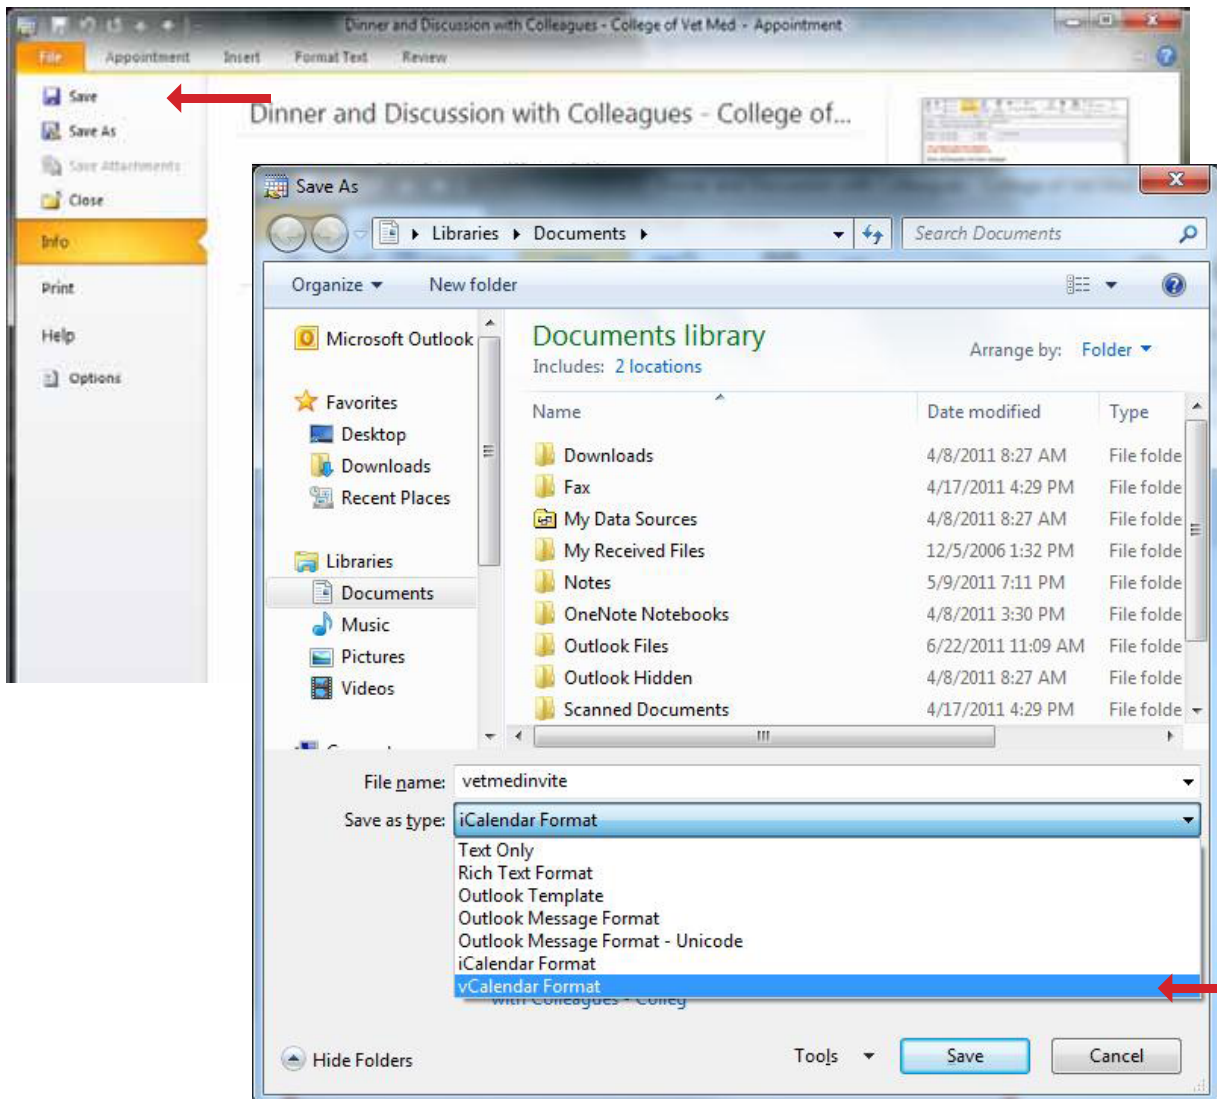 Dinner and Discussion with Colleagues - College of Vet Med - Appointment
File Appointment Insert Format Text Review
Save
Save As
Save Attachments
Close
Info
Print
Help
Options
Dinner and Discussion with Colleagues - College of...
Save As
Libraries Documents
Search Documents
Organize New folder
Microsoft Outlook
Favorites
Desktop
Downloads
Recent Places
Libraries
Documents
Music
Pictures
Videos
Documents library
Includes: 2 locations
Arrange by: Folder
Name Date modified Type
Downloads 4/8/2011 8:27 AM File folde
Fax 4/17/2011 4:29 PM File folde
My Data Sources 4/8/2011 8:27 AM File folde
My Received Files 12/5/2006 1:32 PM File folde
Notes 5/9/2011 7:11 PM File folde
OneNote Notebooks 4/8/2011 3:30 PM File folde
Outlook Files 6/22/2011 11:09 AM File folde
Outlook Hidden 4/8/2011 8:27 AM File folde
Scanned Documents 4/17/2011 4:29 PM File folde
File name: vetmedinvite
Save as type: iCalendar Format
Text Only
Rich Text Format
Outlook Template
Outlook Message Format
Outlook Message Format - Unicode
iCalendar Format
vCalendar Format
with Colleagues - Colleg
Hide Folders
Tools Save Cancel